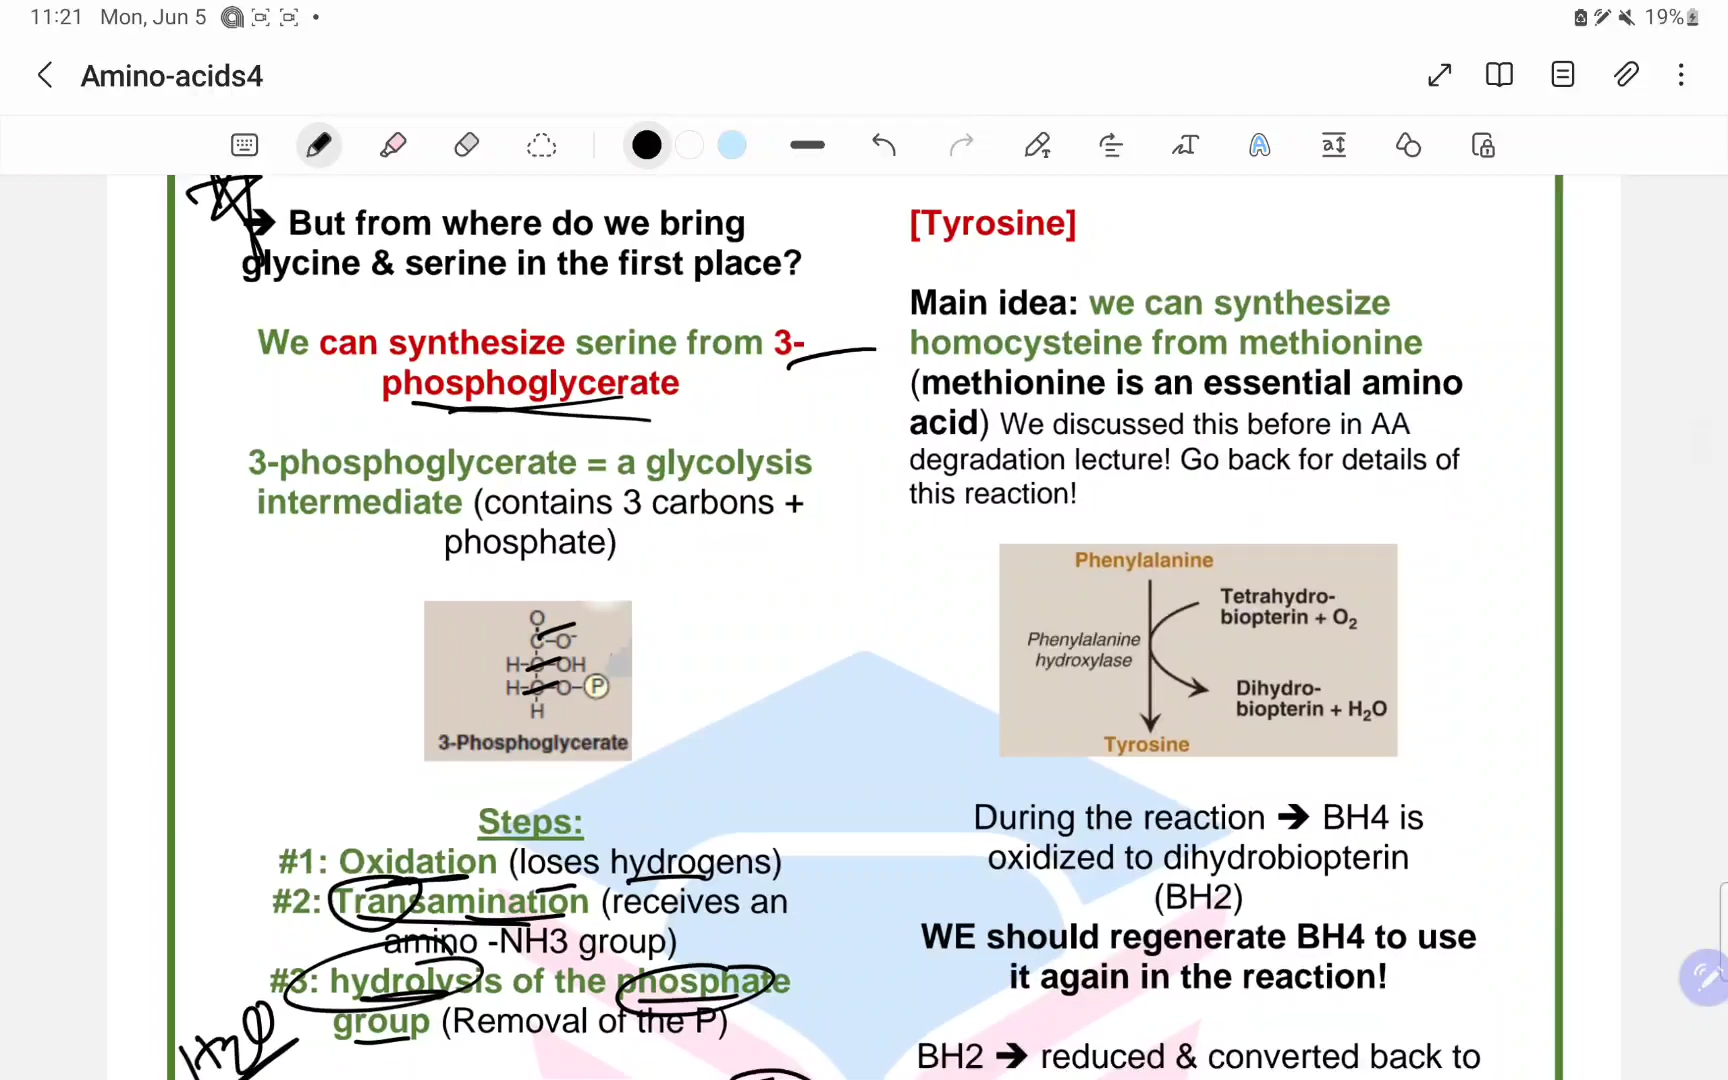 11:21 Mon, Jun 5
19%
Amino-acids4
➔ But from where do we bring
glycine & serine in the first place?
We can synthesize serine from 3-
phosphoglycerate
3-phosphoglycerate = a glycolysis
intermediate (contains 3 carbons +
phosphate)
O
C-O-
H-C-OH
H-C-O-P
H
3-Phosphoglycerate
Steps:
#1: Oxidation (loses hydrogens)
#2: Transamination (receives an
amino -NH3 group)
#3: hydrolysis of the phosphate
group (Removal of the P)
H2O
[Tyrosine]
Main idea: we can synthesize
homocysteine from methionine
(methionine is an essential amino
acid) We discussed this before in AA
degradation lecture! Go back for details of
this reaction!
Phenylalanine
Tetrahydro-
biopterin + O2
Phenylalanine
hydroxylase
Dihydro-
biopterin + H2O
Tyrosine
During the reaction ➔ BH4 is
oxidized to dihydrobiopterin
(BH2)
WE should regenerate BH4 to use
it again in the reaction!
BH2 ➔ reduced & converted back to